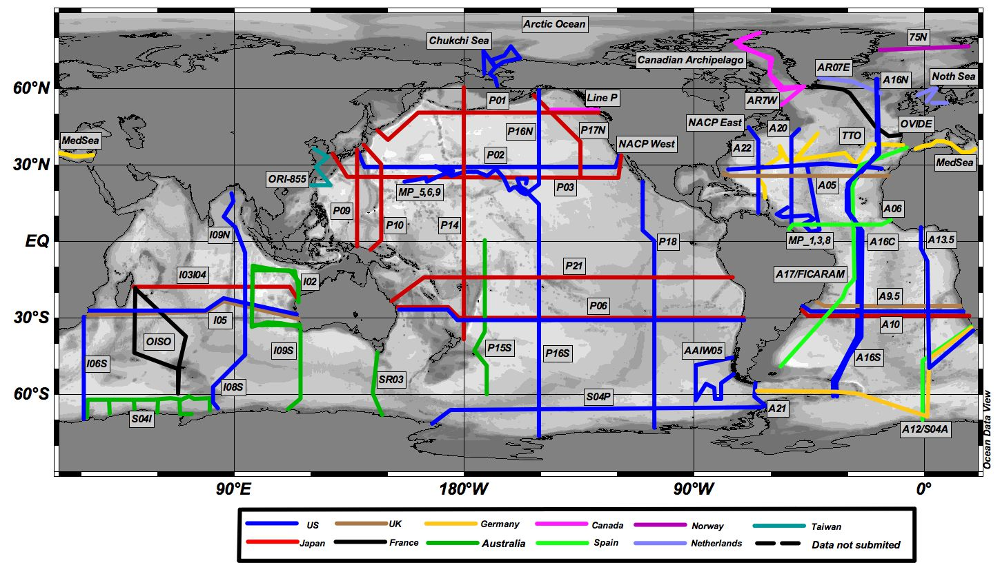 Arctic Ocean
75N
Chukchi Sea
Canadian Archipelago
AR07E
A16N
Noth Sea
60°N
P01
Line P
AR7W
NACP East
A20
TTO
OVIDE
P16N
P17N
MedSea
A22
NACP West
P02
30°N
MedSea
ORI-855
MP_5,6,9
P03
A05
P09
P10
P14
A06
I09N
EQ
P18
MP_1,3,8
A16C
A13.5
P21
I03I04
I02
A17/FICARAM
A9.5
30°S
I05
P06
A10
OISO
I06S
I09S
P15S
P16S
AAIW05
A16S
I08S
SR03
60°S
S04P
S04I
A21
A12/S04A
Ocean Data View
90°E
180°W
90°W
0°
US
UK
Germany
Canada
Norway
Taiwan
Japan
France
Australia
Spain
Netherlands
Data not submited